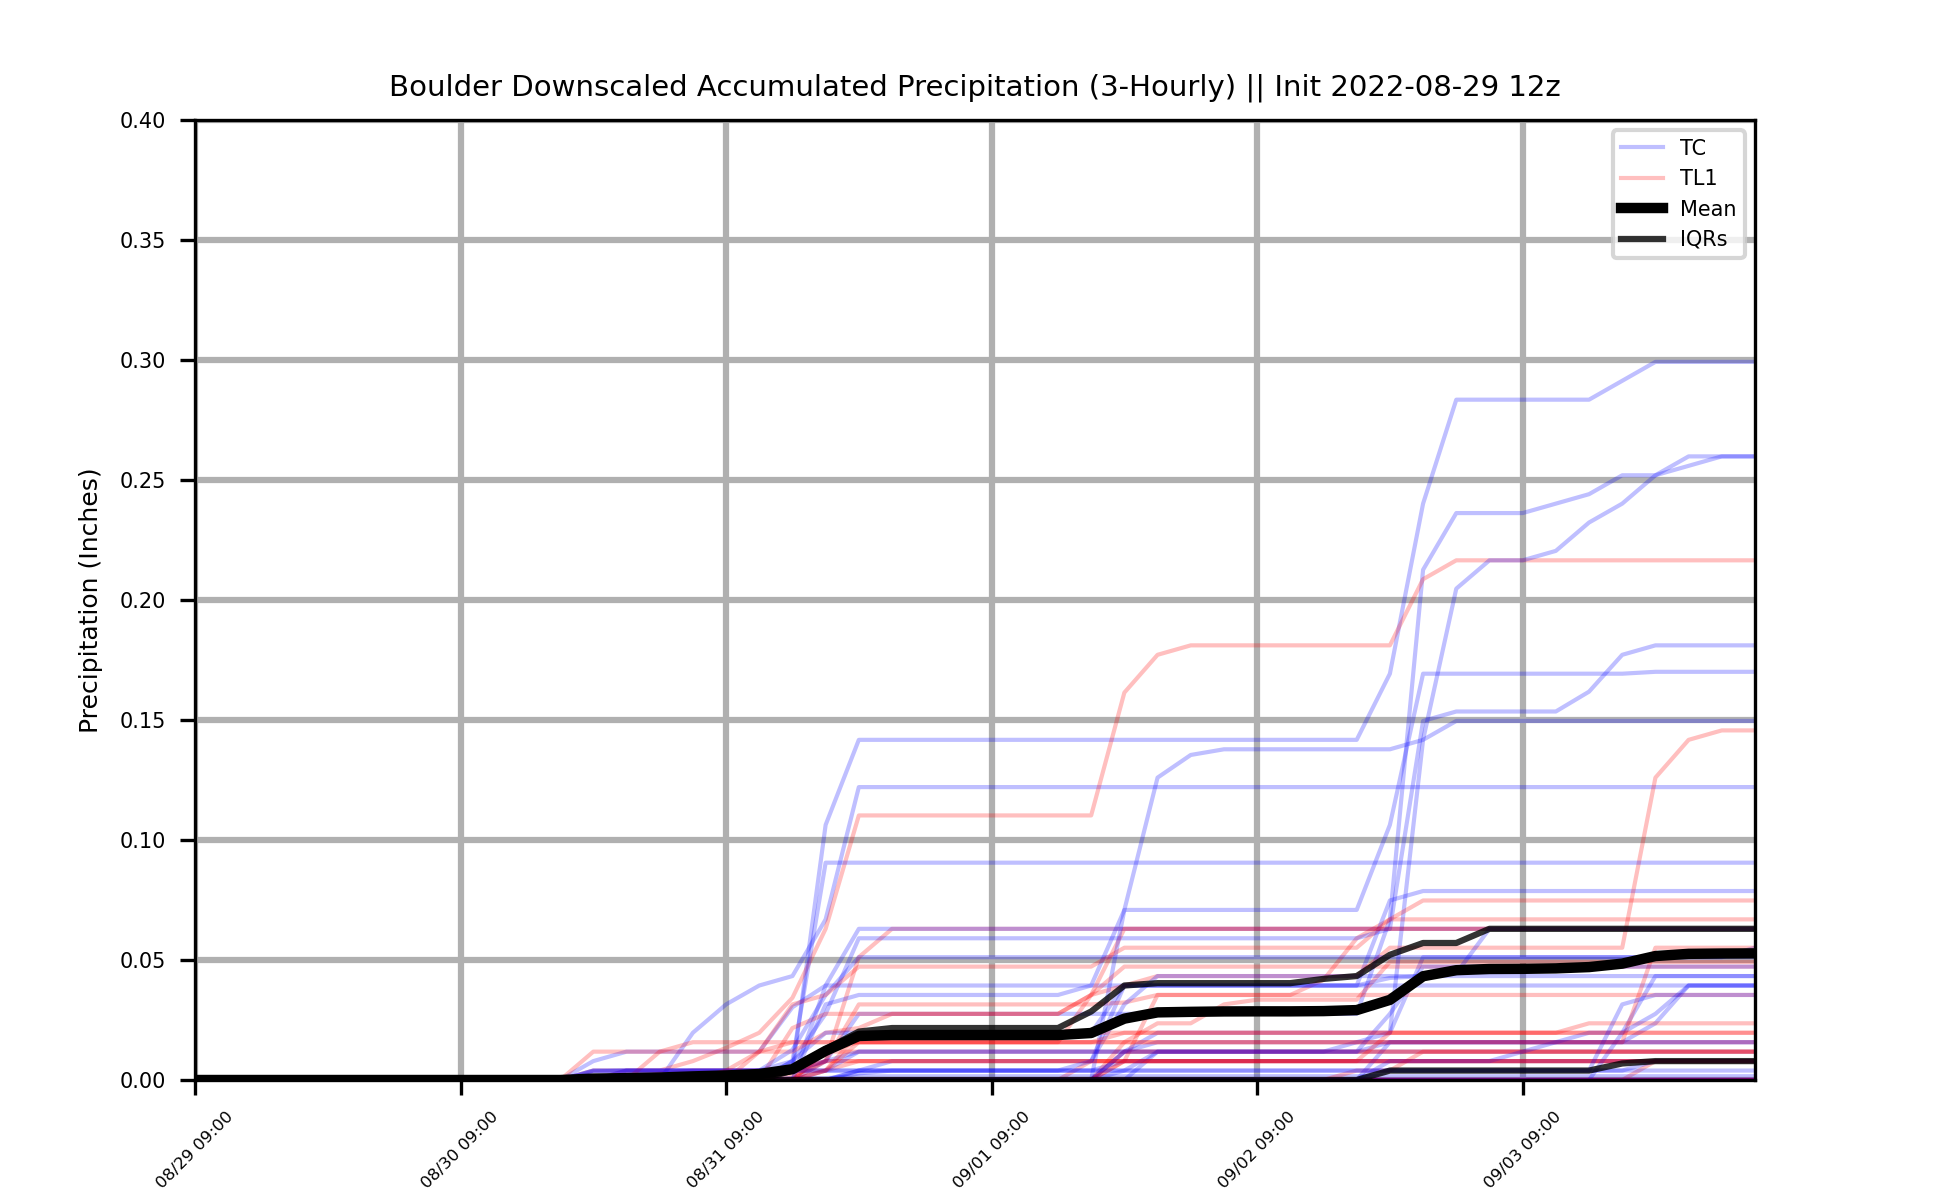 Boulder Downscaled Accumulated Precipitation (3-Hourly) || Init 2022-08-29 12z
0.40
0.35
0.30
0.25
0.20
0.15
0.10
0.05
0.00
Precipitation (Inches)
TC
TL1
Mean
IQRs
08/29 09:00
08/30 09:00
08/31 09:00
09/01 09:00
09/02 09:00
09/03 09:00